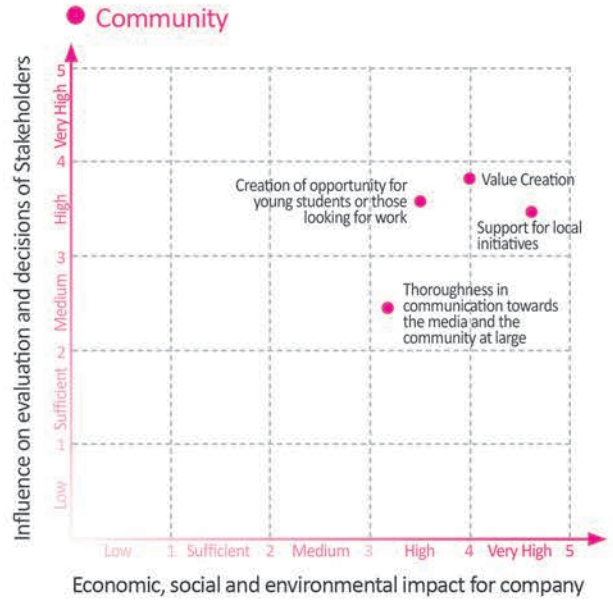 Community
Influence on evaluation and decisions of Stakeholders
5
Very High
4
High
3
Medium
2
Sufficient
1
Low
Creation of opportunity for
young students or those
looking for work
Value Creation
Support for local
initiatives
Thoroughness in
communication towards
the media and the
community at large
Low 1 Sufficient 2 Medium 3 High 4 Very High 5
Economic, social and environmental impact for company